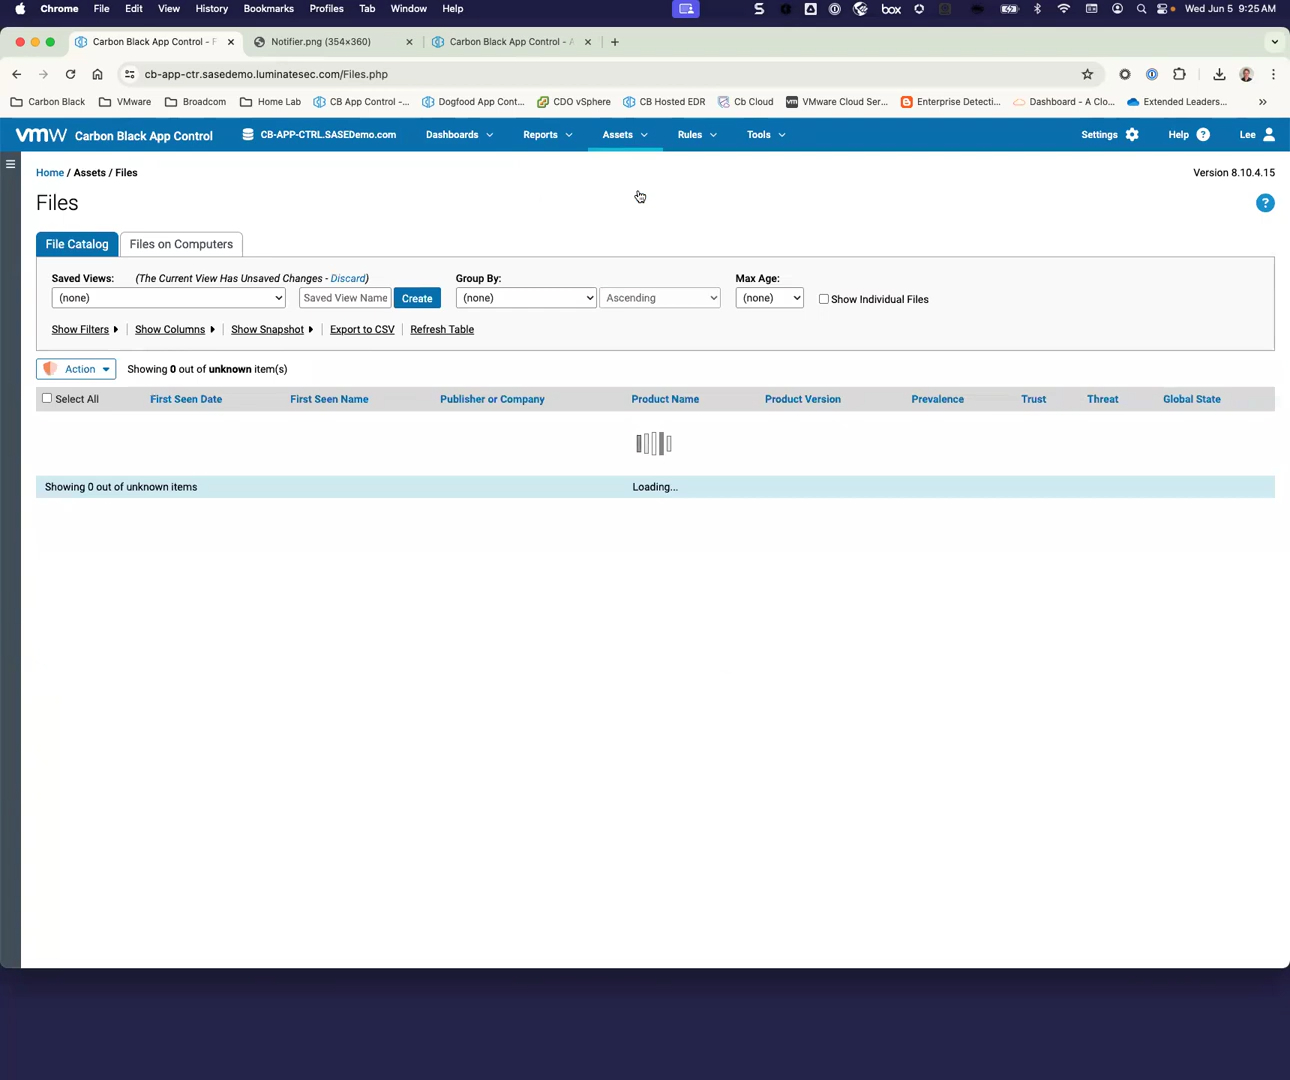 Chrome File Edit View History Bookmarks Profiles Tab Window Help S box Wed Jun 5 9:25 AM
Carbon Black App Control - F Notifier.png (354×360) Carbon Black App Control - A
cb-app-ctr.sasedemo.luminatesec.com/Files.php
Carbon Black VMware Broadcom Home Lab CB App Control -... Dogfood App Cont... CDO vSphere CB Hosted EDR Cb Cloud vm VMware Cloud Ser... Enterprise Detecti... Dashboard - A Clo... Extended Leaders... »
vmw Carbon Black App Control CB-APP-CTRL.SASEDemo.com Dashboards Reports Assets Rules Tools Settings Help ? Lee
Home / Assets / Files Version 8.10.4.15
Files ?
File Catalog Files on Computers
Saved Views: (The Current View Has Unsaved Changes - Discard) Group By: Max Age:
(none) Saved View Name Create (none) Ascending (none) Show Individual Files
Show Filters Show Columns Show Snapshot Export to CSV Refresh Table
Action Showing 0 out of unknown item(s)
Select All First Seen Date First Seen Name Publisher or Company Product Name Product Version Prevalence Trust Threat Global State
Showing 0 out of unknown items Loading...